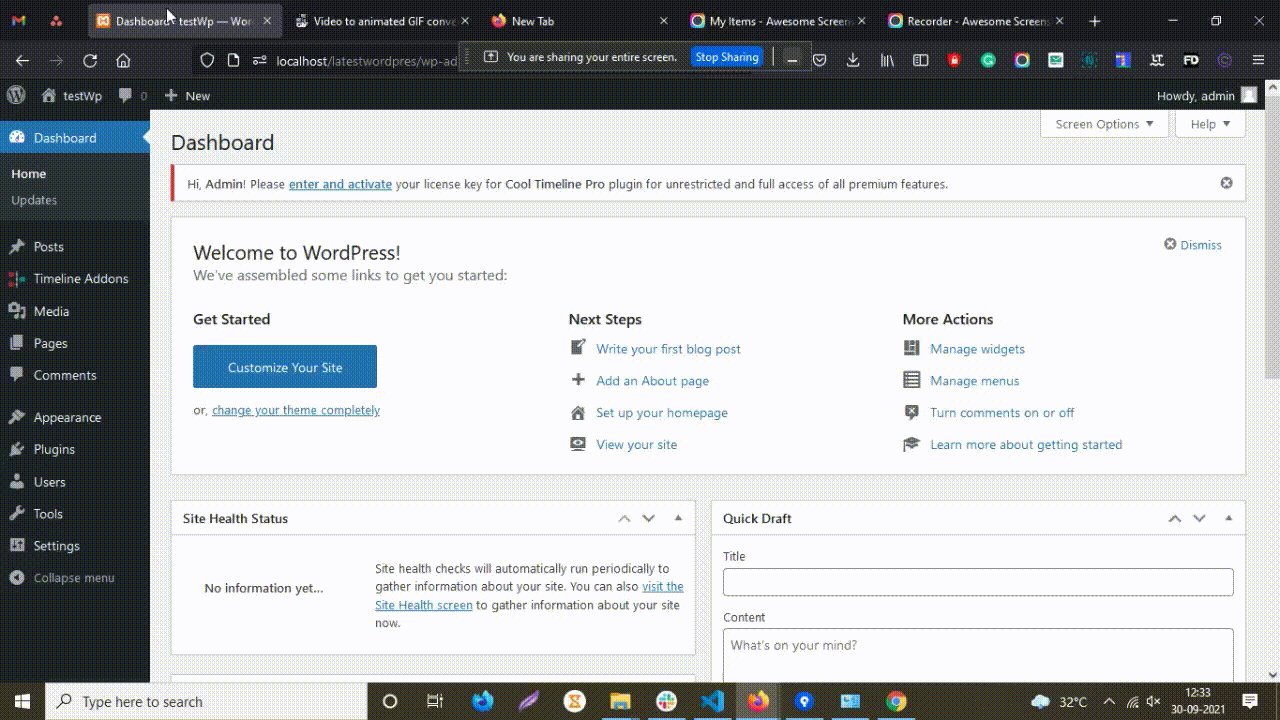 Dashboard ‹ testWp — Wor
Video to animated GIF conve
New Tab
My Items - Awesome Screen
Recorder - Awesome Screens
localhost/latestwordpres/wp-ad
You are sharing your entire screen.
Stop Sharing
testWp
0
New
Howdy, admin
Dashboard
Home
Updates
Posts
Timeline Addons
Media
Pages
Comments
Appearance
Plugins
Users
Tools
Settings
Collapse menu
Screen Options
Help
Dashboard
Hi, Admin! Please enter and activate your license key for Cool Timeline Pro plugin for unrestricted and full access of all premium features.
Welcome to WordPress!
Dismiss
We've assembled some links to get you started:
Get Started
Customize Your Site
or, change your theme completely
Next Steps
Write your first blog post
Add an About page
Set up your homepage
View your site
More Actions
Manage widgets
Manage menus
Turn comments on or off
Learn more about getting started
Site Health Status
No information yet...
Site health checks will automatically run periodically to
gather information about your site. You can also visit the
Site Health screen to gather information about your site
now.
Quick Draft
Title
Content
What's on your mind?
Type here to search
32°C
12:33
30-09-2021